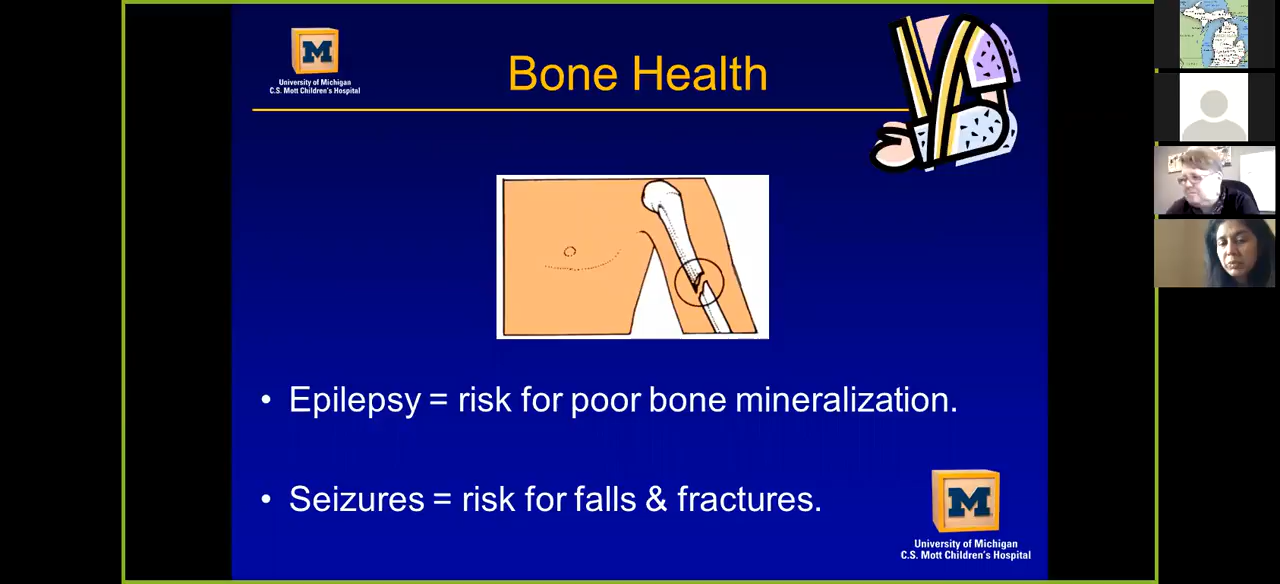 M
University of Michigan
C.S. Mott Children's Hospital
Bone Health
• Epilepsy = risk for poor bone mineralization.
• Seizures = risk for falls & fractures.
M
University of Michigan
C.S. Mott Children's Hospital